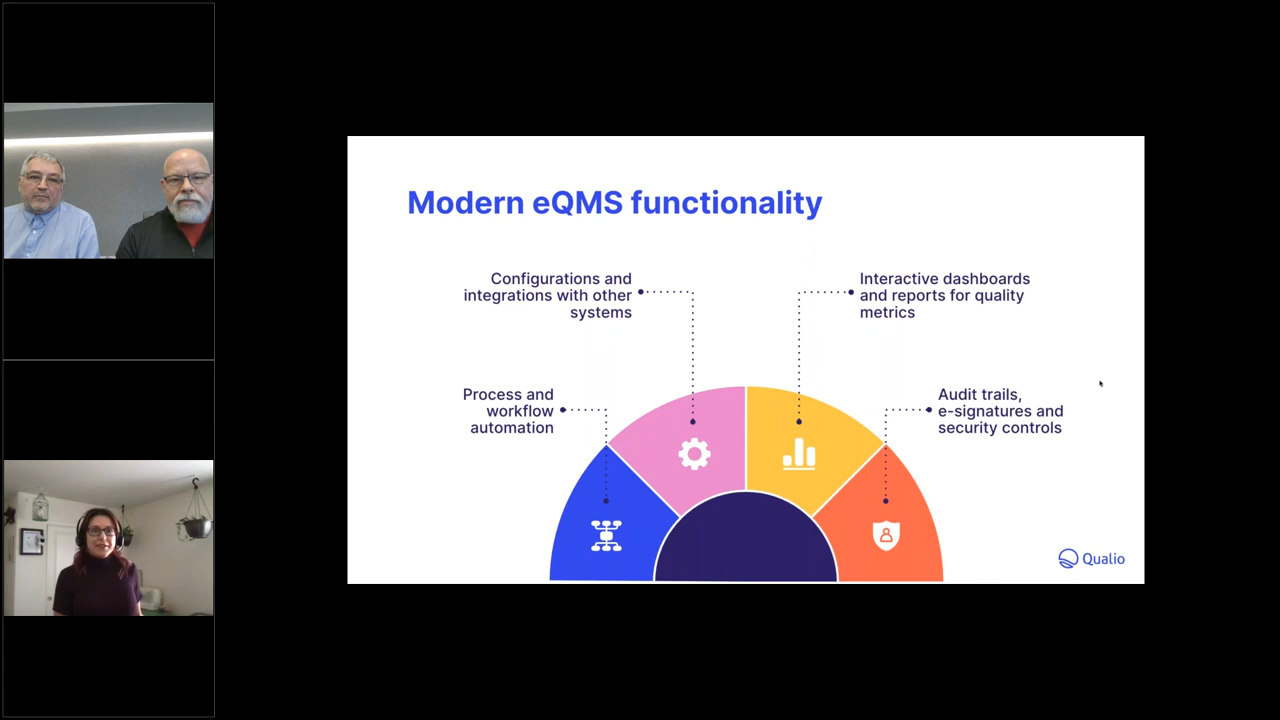 Modern eQMS functionality
Configurations and
integrations with other
systems
Interactive dashboards
and reports for quality
metrics
Process and
workflow
automation
Audit trails,
e-signatures and
security controls
Qualio